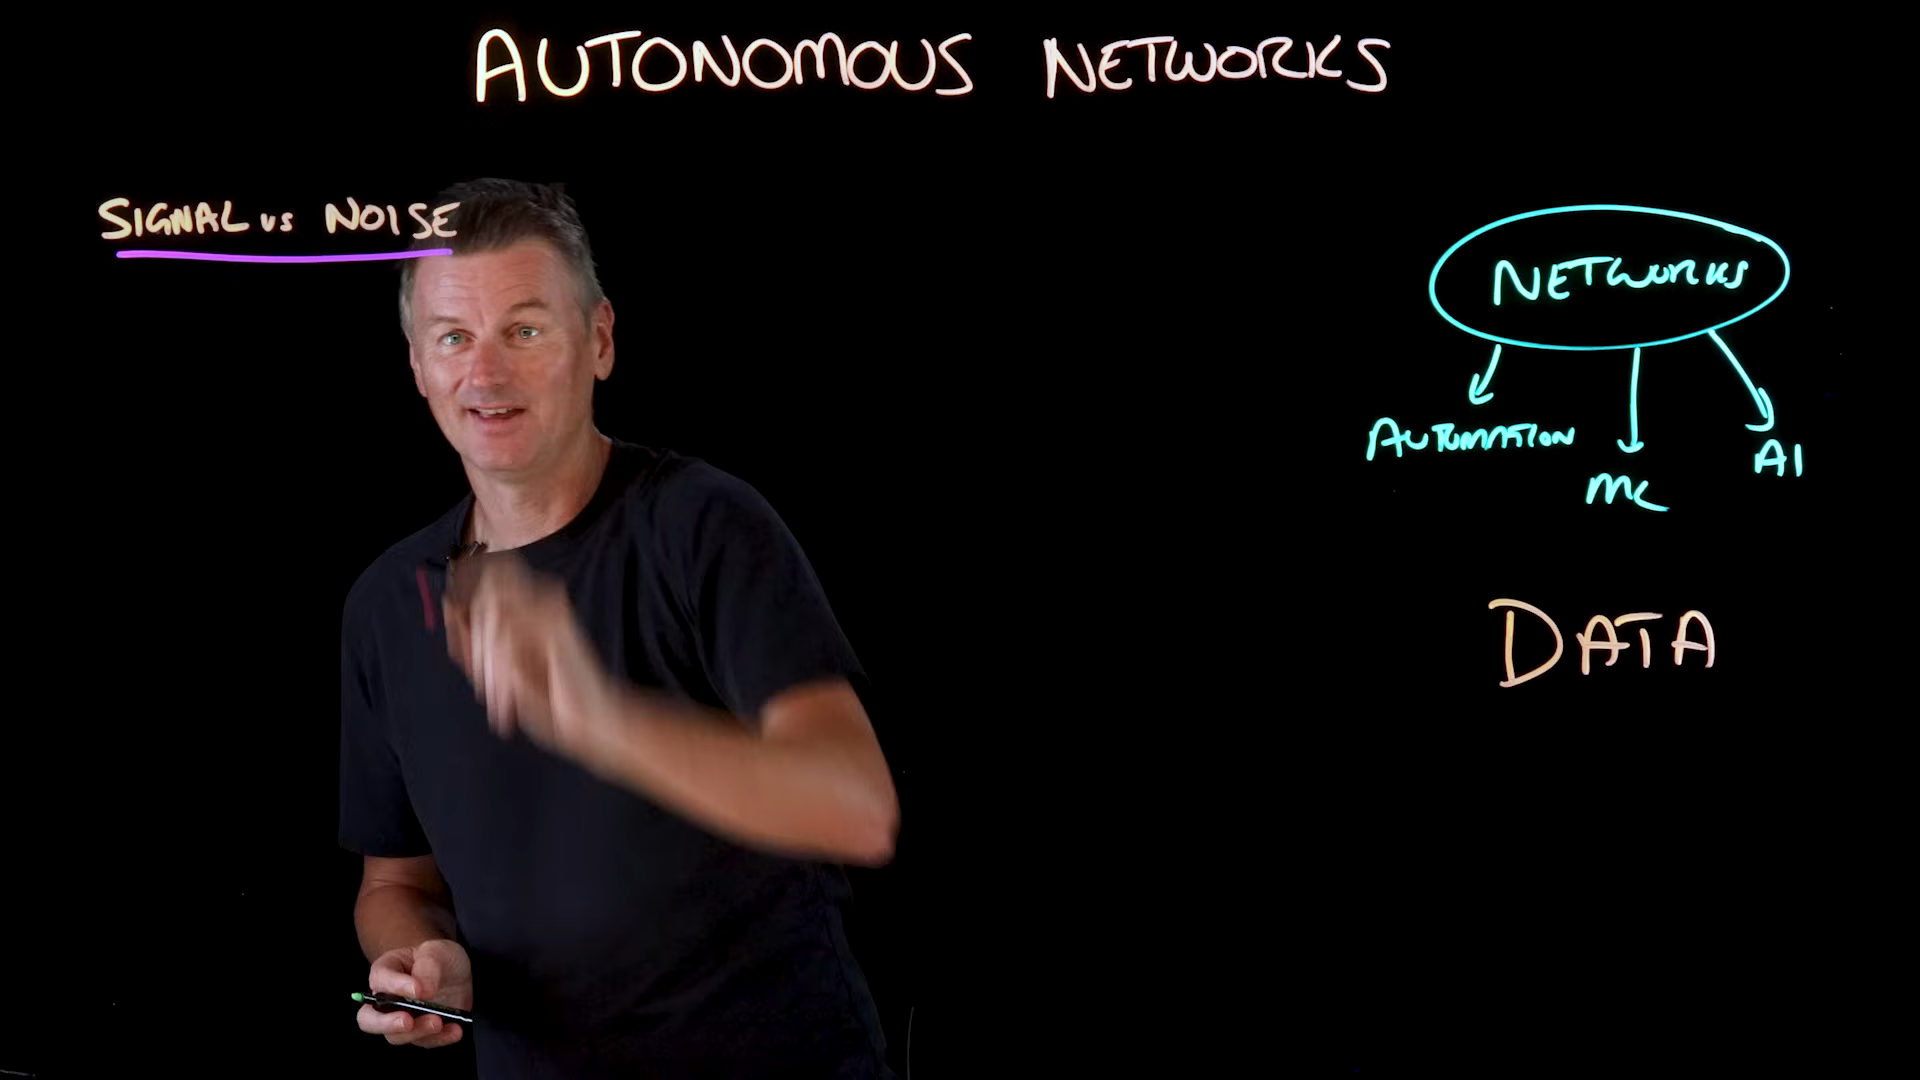 AUTONOMOUS NETWORKS
SIGNAL vs NOISE
NETWORKS
AUTOMATION
ML
AI
DATA